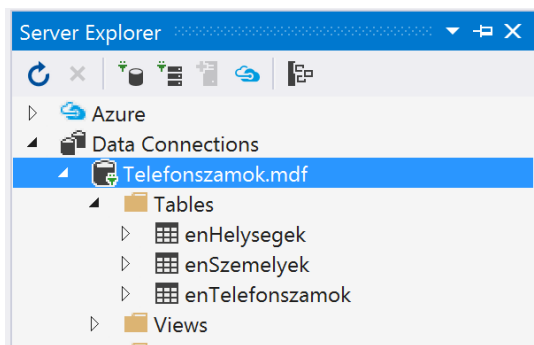 Server Explorer
Azure
Data Connections
Telefonszamok.mdf
Tables
enHelysegek
enSzemelyek
enTelefonszamok
Views